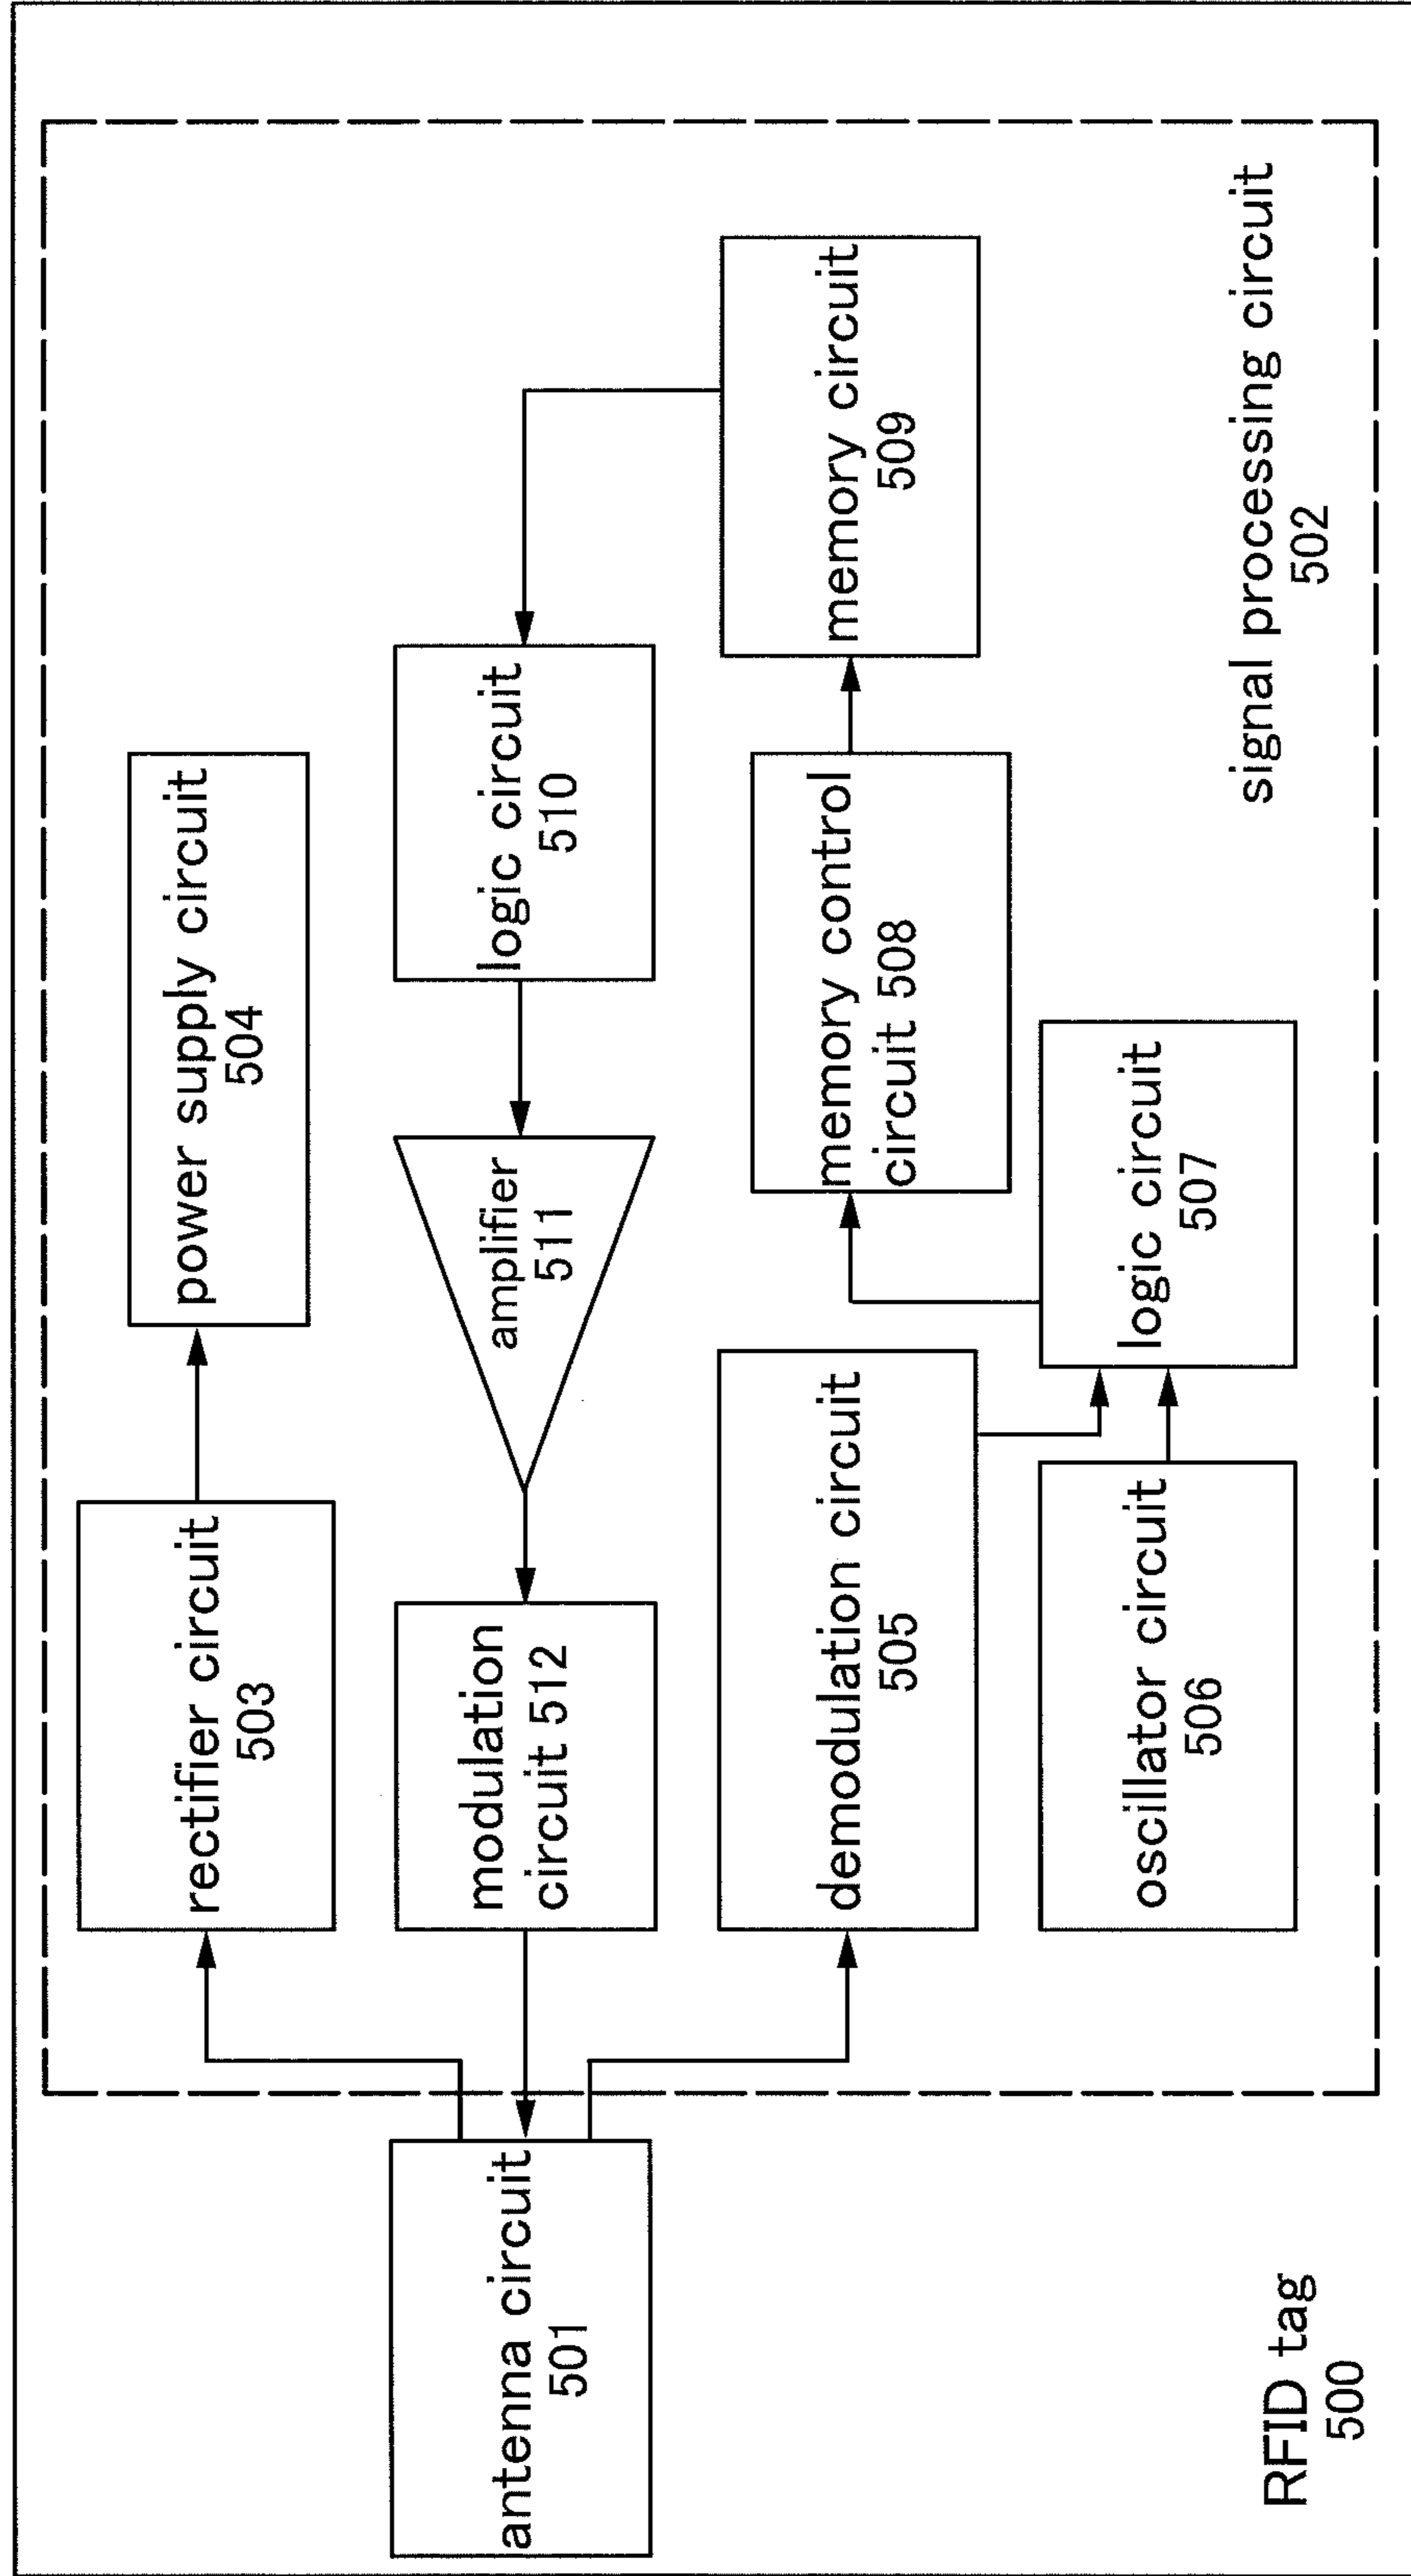 rectifier circuit
503
power supply circuit
504
antenna circuit
501
modulation
circuit 512
amplifier
511
logic circuit
510
demodulation circuit
505
memory control
circuit 508
memory circuit
509
oscillator circuit
506
logic circuit
507
signal processing circuit
502
RFID tag
500